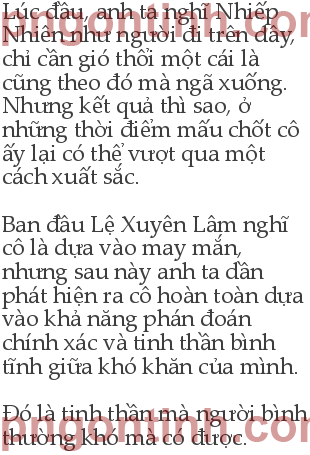 Lúc đầu, anh ta nghĩ Nhiếp
Nhiên như người đi trên dây,
chỉ cần gió thổi một cái là
cũng theo đó mà ngã xuống.
Nhưng kết quả thì sao, ở
những thời điểm mấu chốt cô
ấy lại có thể vượt qua một
cách xuất sắc.
Ban đầu Lệ Xuyên Lâm nghĩ
cô là dựa vào may mắn,
nhưng sau này anh ta dần
phát hiện ra cô hoàn toàn dựa
vào khả năng phán đoán
chính xác và tinh thần bình
tĩnh giữa khó khăn của mình.
Đó là tinh thần mà người bình
thường khó mà có được.